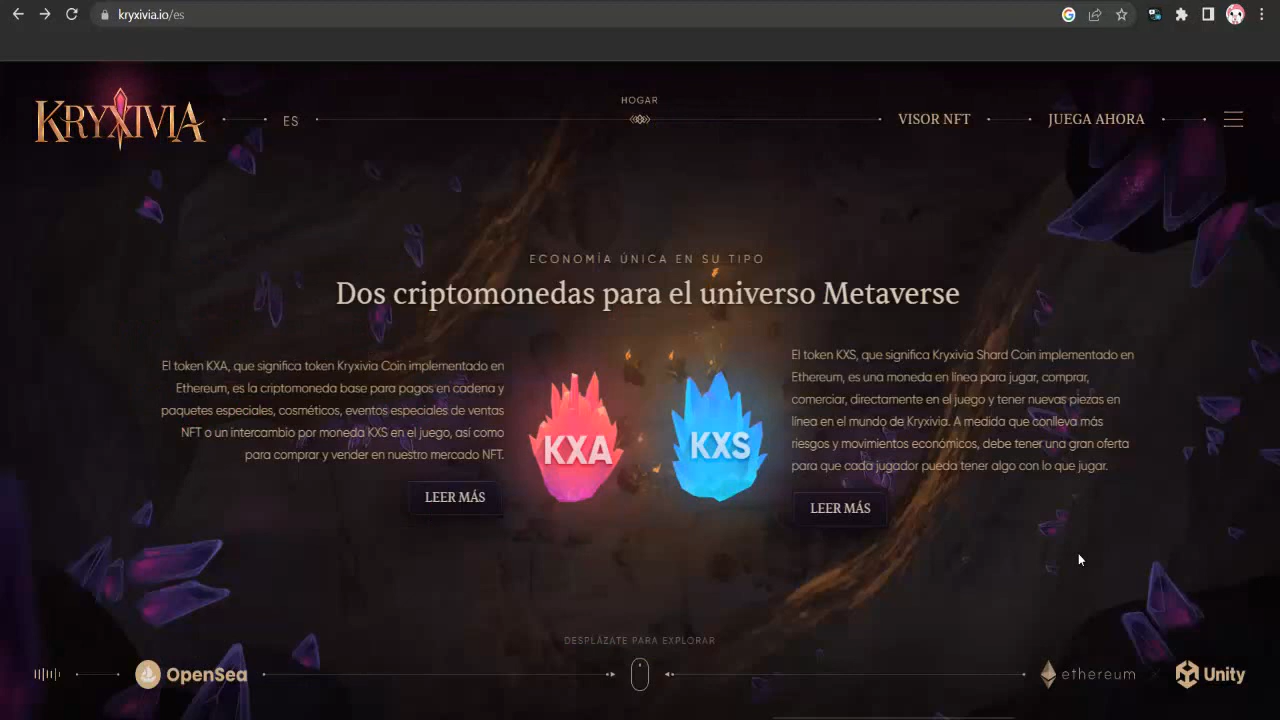 kryxivia.io/es
KRYXIVIA
ES
HOGAR
VISOR NFT
JUEGA AHORA
ECONOMÍA ÚNICA EN SU TIPO
Dos criptomonedas para el universo Metaverse
El token KXA, que significa token Kryxivia Coin implementado en
Ethereum, es la criptomoneda base para pagos en cadena y
paquetes especiales, cosméticos, eventos especiales de ventas
NFT o un intercambio por moneda KXS en el juego, así como
para comprar y vender en nuestro mercado NFT.
LEER MÁS
KXA
KXS
El token KXS, que significa Kryxivia Shard Coin implementado en
Ethereum, es una moneda en línea para jugar, comprar,
comerciar, directamente en el juego y tener nuevas piezas en
línea en el mundo de Kryxivia. A medida que conlleva más
riesgos y movimientos económicos, debe tener una gran oferta
para que cada jugador pueda tener algo con lo que jugar.
LEER MÁS
DESPLÁZATE PARA EXPLORAR
OpenSea
ethereum
Unity